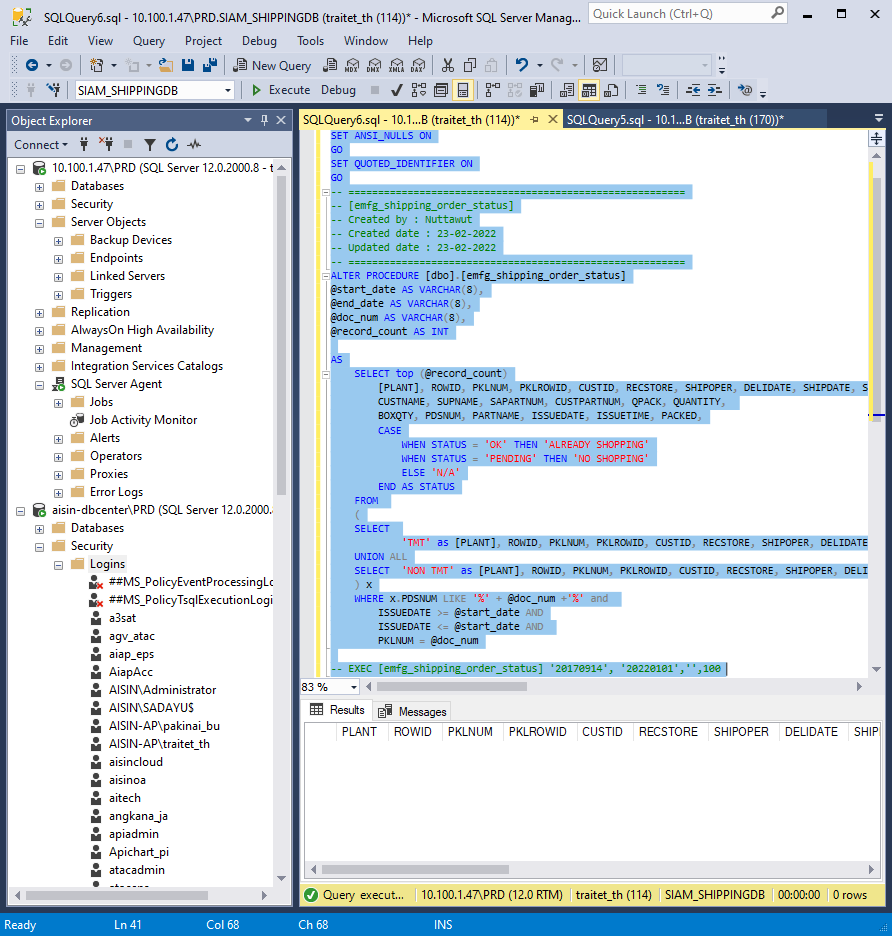 SQLQuery6.sql - 10.100.1.47\PRD.SIAM_SHIPPINGDB (traitet_th (114))* - Microsoft SQL Server Manag...
Quick Launch (Ctrl+Q)
File Edit View Query Project Debug Tools Window Help
New Query
MDX DMX XMLA DAX
SIAM_SHIPPINGDB
Execute Debug
Object Explorer
Connect
10.100.1.47\PRD (SQL Server 12.0.2000.8 - t
Databases
Security
Server Objects
Backup Devices
Endpoints
Linked Servers
Triggers
Replication
AlwaysOn High Availability
Management
Integration Services Catalogs
SQL Server Agent
Jobs
Job Activity Monitor
Alerts
Operators
Proxies
Error Logs
aisin-dbcenter\PRD (SQL Server 12.0.2000.
Databases
Security
Logins
##MS_PolicyEventProcessingLo
##MS_PolicyTsqlExecutionLogi
a3sat
agv_atac
aiap_eps
AiapAcc
AISIN\Administrator
AISIN\SADAYU$
AISIN-AP\pakinai_bu
AISIN-AP\traitet_th
aisincloud
aisinoa
aitech
angkana_ja
apiadmin
Apichart_pi
atacadmin
SQLQuery6.sql - 10.1...B (traitet_th (114))*
SQLQuery5.sql - 10.1...B (traitet_th (170))*
SET ANSI_NULLS ON
GO
SET QUOTED_IDENTIFIER ON
GO
-- =======================================================
-- [emfg_shipping_order_status]
-- Created by : Nuttawut
-- Created date : 23-02-2022
-- Updated date : 23-02-2022
-- =======================================================
ALTER PROCEDURE [dbo].[emfg_shipping_order_status]
@start_date AS VARCHAR(8),
@end_date AS VARCHAR(8),
@doc_num AS VARCHAR(8),
@record_count AS INT
AS
SELECT top (@record_count)
[PLANT], ROWID, PKLNUM, PKLROWID, CUSTID, RECSTORE, SHIPOPER, DELIDATE, SHIPDATE, S
CUSTNAME, SUPNAME, SAPARTNUM, CUSTPARTNUM, QPACK, QUANTITY,
BOXQTY, PDSNUM, PARTNAME, ISSUEDATE, ISSUETIME, PACKED,
CASE
WHEN STATUS = 'OK' THEN 'ALREADY SHOPPING'
WHEN STATUS = 'PENDING' THEN 'NO SHOPPING'
ELSE 'N/A'
END AS STATUS
FROM
(
SELECT
'TMT' as [PLANT], ROWID, PKLNUM, PKLROWID, CUSTID, RECSTORE, SHIPOPER, DELIDATE
UNION ALL
SELECT 'NON TMT' as [PLANT], ROWID, PKLNUM, PKLROWID, CUSTID, RECSTORE, SHIPOPER, DELI
) x
WHERE x.PDSNUM LIKE '%' + @doc_num +'%' and
ISSUEDATE >= @start_date AND
ISSUEDATE <= @start_date AND
PKLNUM = @doc_num
-- EXEC [emfg_shipping_order_status] '20170914', '20220101','',100
83 %
Results Messages
PLANT ROWID PKLNUM PKLROWID CUSTID RECSTORE SHIPOPER DELIDATE SHIP
Query execut... 10.100.1.47\PRD (12.0 RTM) traitet_th (114) SIAM_SHIPPINGDB 00:00:00 0 rows
Ready Ln 41 Col 68 Ch 68 INS